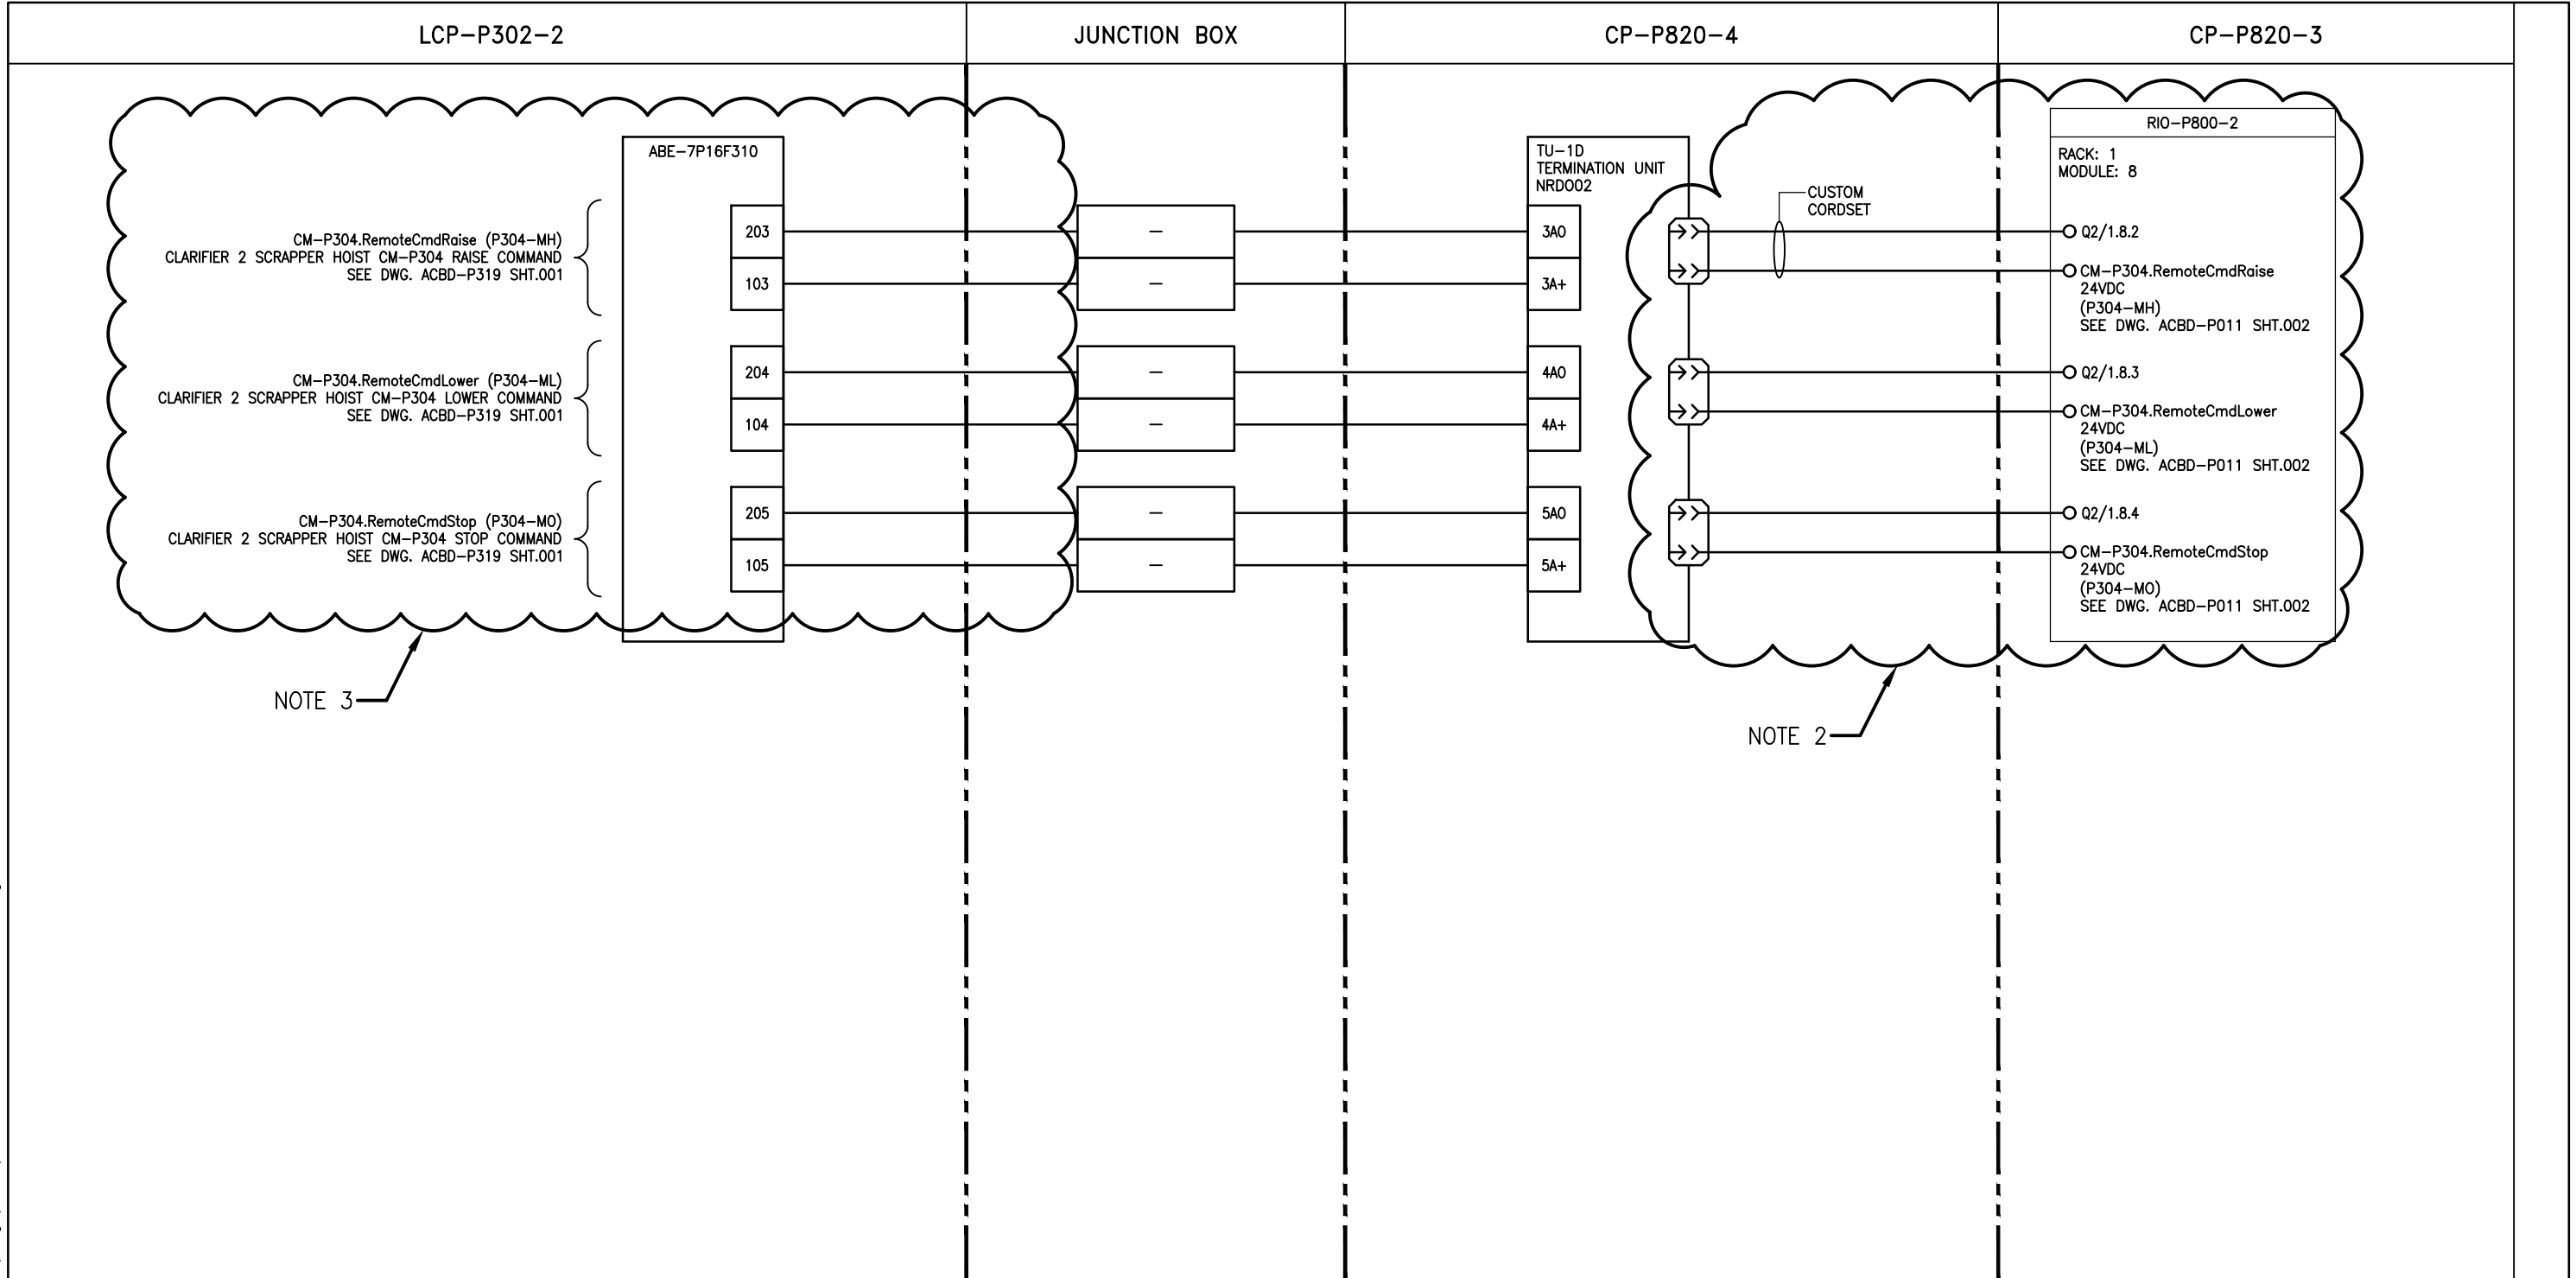 LCP-P302-2
JUNCTION BOX
CP-P820-4
CP-P820-3
ABE-7P16F310
CM-P304.RemoteCmdRaise (P304-MH)
CLARIFIER 2 SCRAPPER HOIST CM-P304 RAISE COMMAND
SEE DWG. ACBD-P319 SHT.001
203
103
CM-P304.RemoteCmdLower (P304-ML)
CLARIFIER 2 SCRAPPER HOIST CM-P304 LOWER COMMAND
SEE DWG. ACBD-P319 SHT.001
204
104
CM-P304.RemoteCmdStop (P304-MO)
CLARIFIER 2 SCRAPPER HOIST CM-P304 STOP COMMAND
SEE DWG. ACBD-P319 SHT.001
205
105
NOTE 3
-
-
-
-
-
-
TU-1D
TERMINATION UNIT
NRDO02
3AO
3A+
4AO
4A+
5AO
5A+
CUSTOM
CORDSET
NOTE 2
RIO-P800-2
RACK: 1
MODULE: 8
Q2/1.8.2
CM-P304.RemoteCmdRaise
24VDC
(P304-MH)
SEE DWG. ACBD-P011 SHT.002
Q2/1.8.3
CM-P304.RemoteCmdLower
24VDC
(P304-ML)
SEE DWG. ACBD-P011 SHT.002
Q2/1.8.4
CM-P304.RemoteCmdStop
24VDC
(P304-MO)
SEE DWG. ACBD-P011 SHT.002